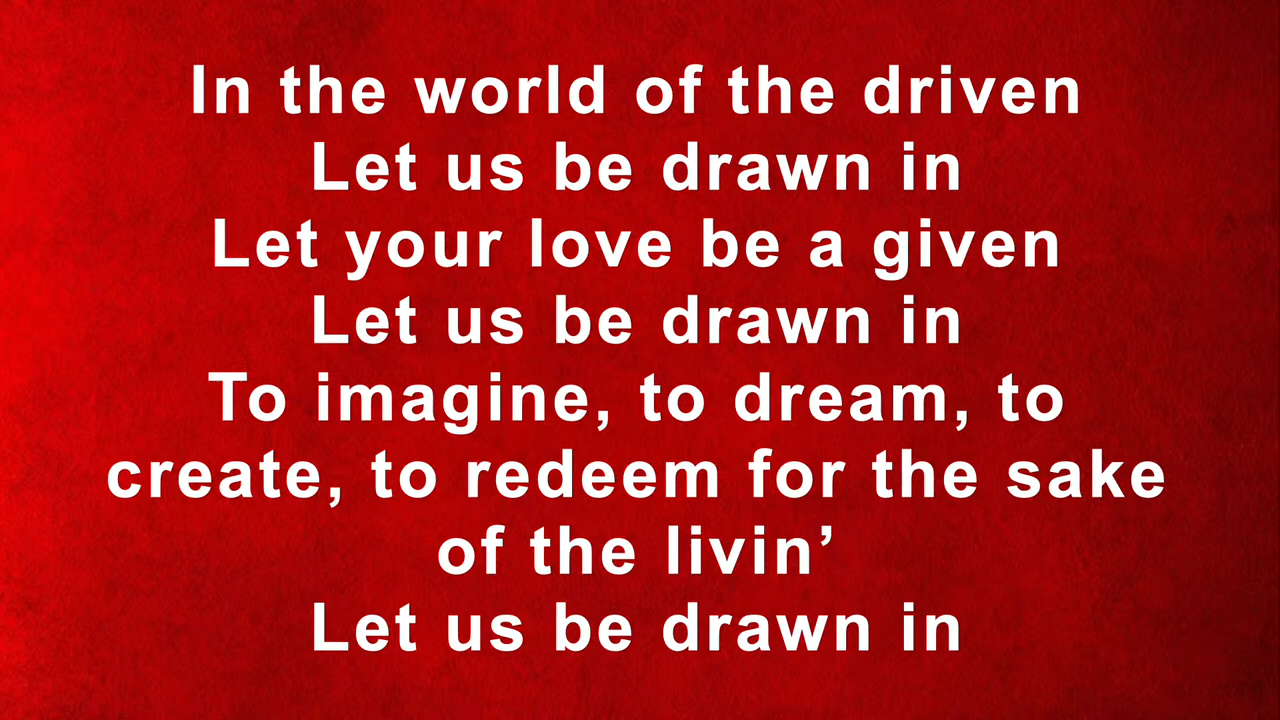 In the world of the driven
Let us be drawn in
Let your love be a given
Let us be drawn in
To imagine, to dream, to
create, to redeem for the sake
of the livin’
Let us be drawn in